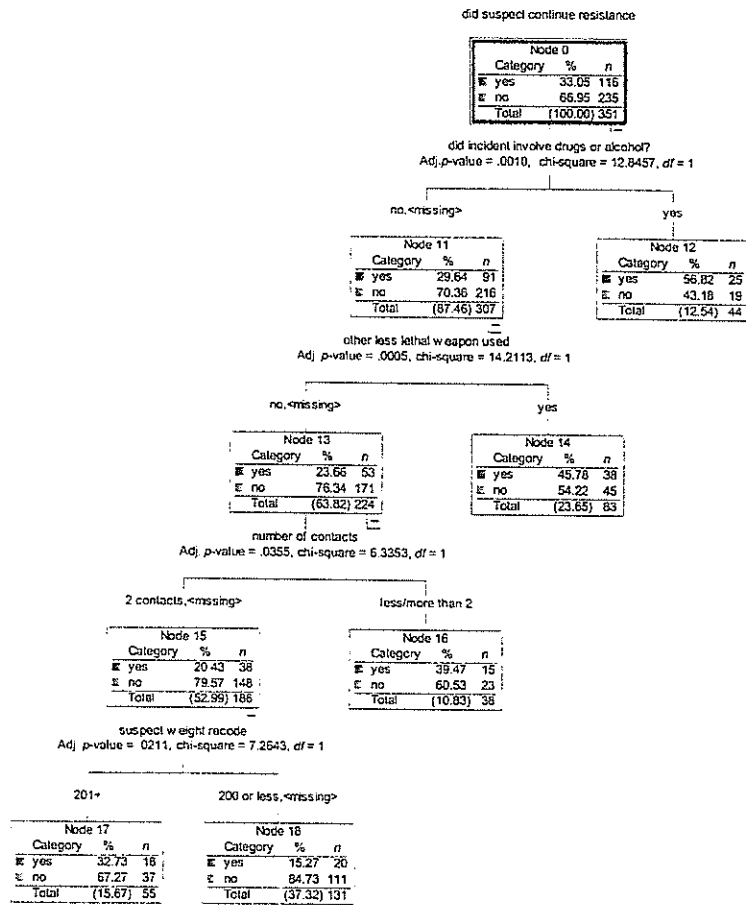 did suspect continue resistance
Node 0
Category % n
yes 33.05 116
no 66.95 235
Total (100.00) 351
did incident involve drugs or alcohol?
Adj.p-value = .0010, chi-square = 12.8457, df = 1
no,<missing>
yes
Node 11
Category % n
yes 29.64 91
no 70.36 216
Total (87.46) 307
Node 12
Category % n
yes 56.82 25
no 43.18 19
Total (12.54) 44
other less lethal weapon used
Adj. p-value = .0005, chi-square = 14.2113, df = 1
no,<missing>
yes
Node 13
Category % n
yes 23.66 53
no 76.34 171
Total (63.82) 224
Node 14
Category % n
yes 45.78 38
no 54.22 45
Total (23.65) 83
number of contacts
Adj. p-value = .0355, chi-square = 6.3353, df = 1
2 contacts,<missing>
less/more than 2
Node 15
Category % n
yes 20.43 38
no 79.57 148
Total (52.99) 186
Node 16
Category % n
yes 39.47 15
no 60.53 23
Total (10.83) 38
suspect weight recode
Adj. p-value = .0211, chi-square = 7.2643, df = 1
201+
200 or less,<missing>
Node 17
Category % n
yes 32.73 18
no 67.27 37
Total (15.67) 55
Node 18
Category % n
yes 15.27 20
no 84.73 111
Total (37.32) 131